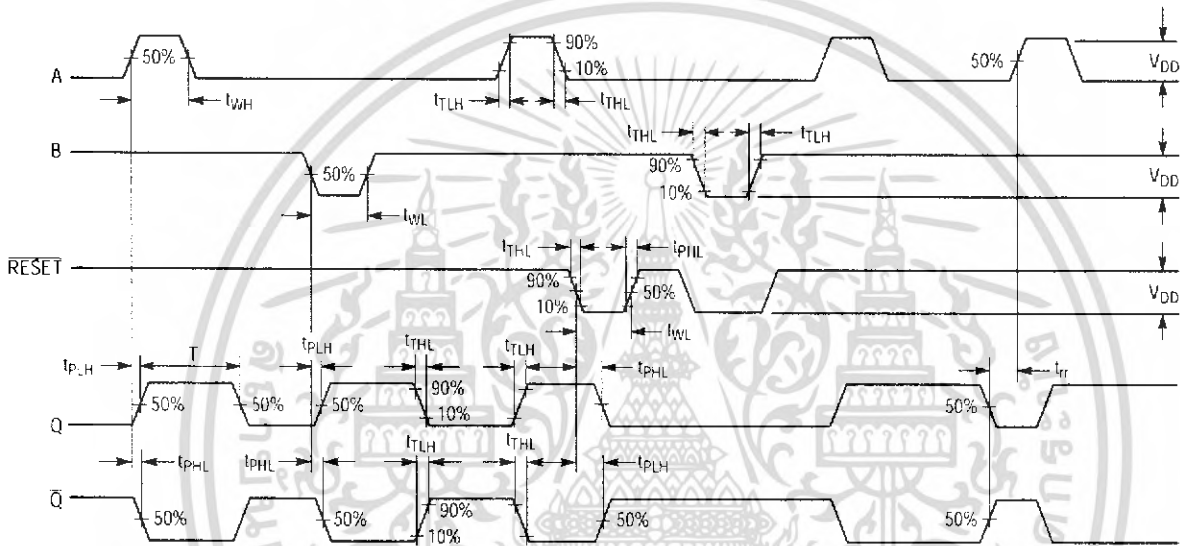 A 50% 90% 10% 50% V_DD
t_WH t_TLH t_THL
t_THL t_TLH
B 50% 90% 10% V_DD
t_WL
t_THL t_PHL
RESET 90% 10% 50% V_DD
t_WL
t_PLH T t_PLH t_THL t_TLH t_PHL t_rr
Q 50% 50% 50% 90% 10% 50%
t_PHL t_PHL t_TLH t_THL t_PLH
Q 50% 50% 90% 10% 50% 50%